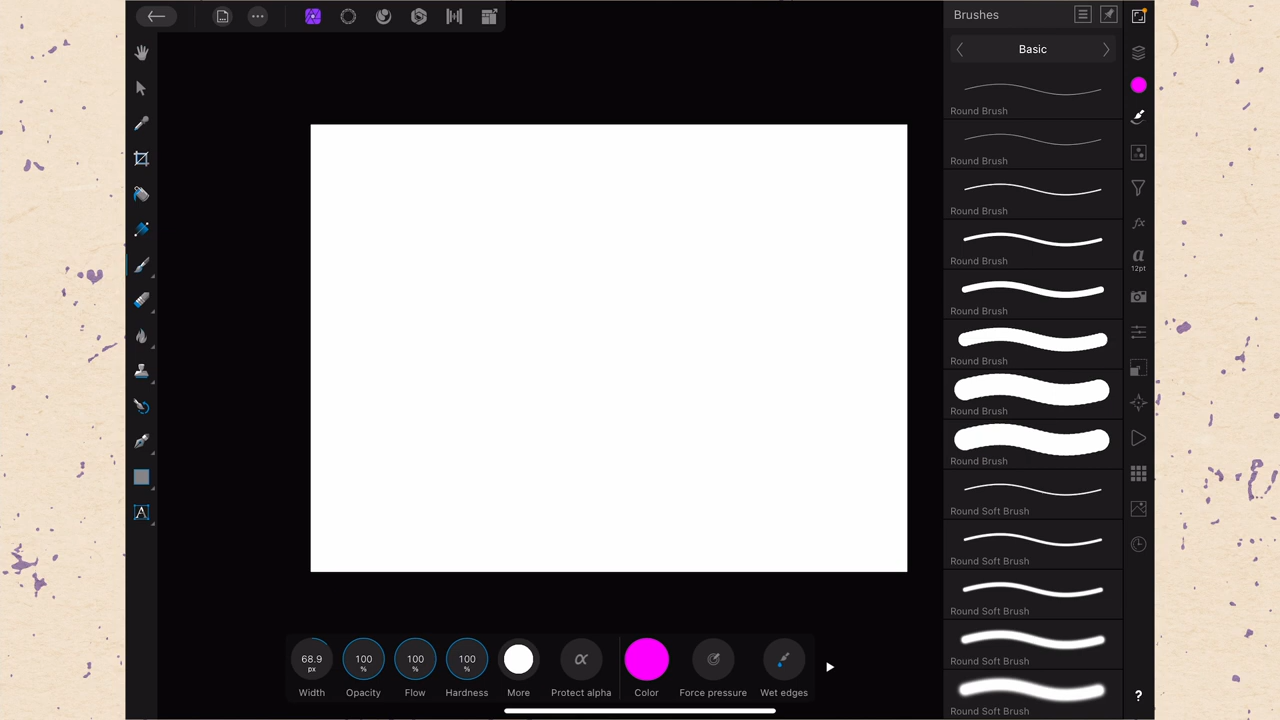 Brushes
Basic
Round Brush
Round Brush
Round Brush
Round Brush
Round Brush
Round Brush
Round Brush
Round Brush
Round Soft Brush
Round Soft Brush
Round Soft Brush
Round Soft Brush
Round Soft Brush
fx
a
12pt
A
68.9
px
Width
100
%
Opacity
100
%
Flow
100
%
Hardness
More
α
Protect alpha
Color
Force pressure
Wet edges
?